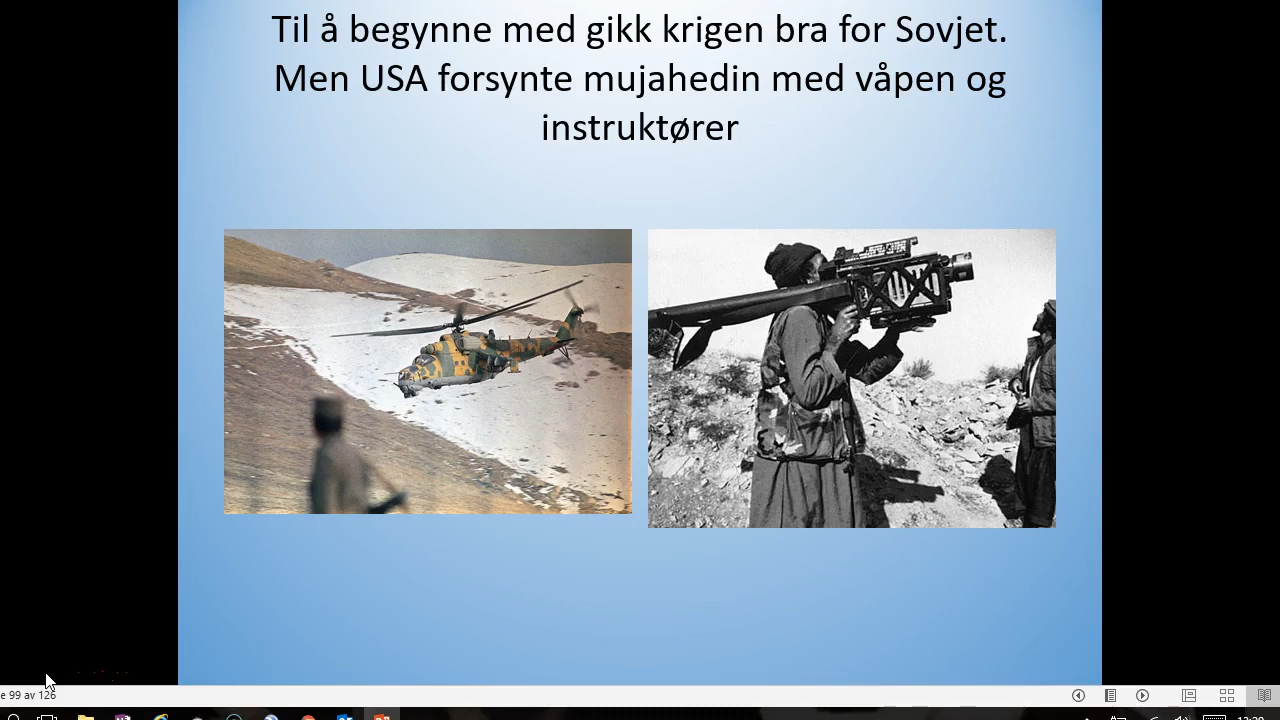 Til å begynne med gikk krigen bra for Sovjet.
Men USA forsynte mujahedin med våpen og
instruktører
e 99 av 126